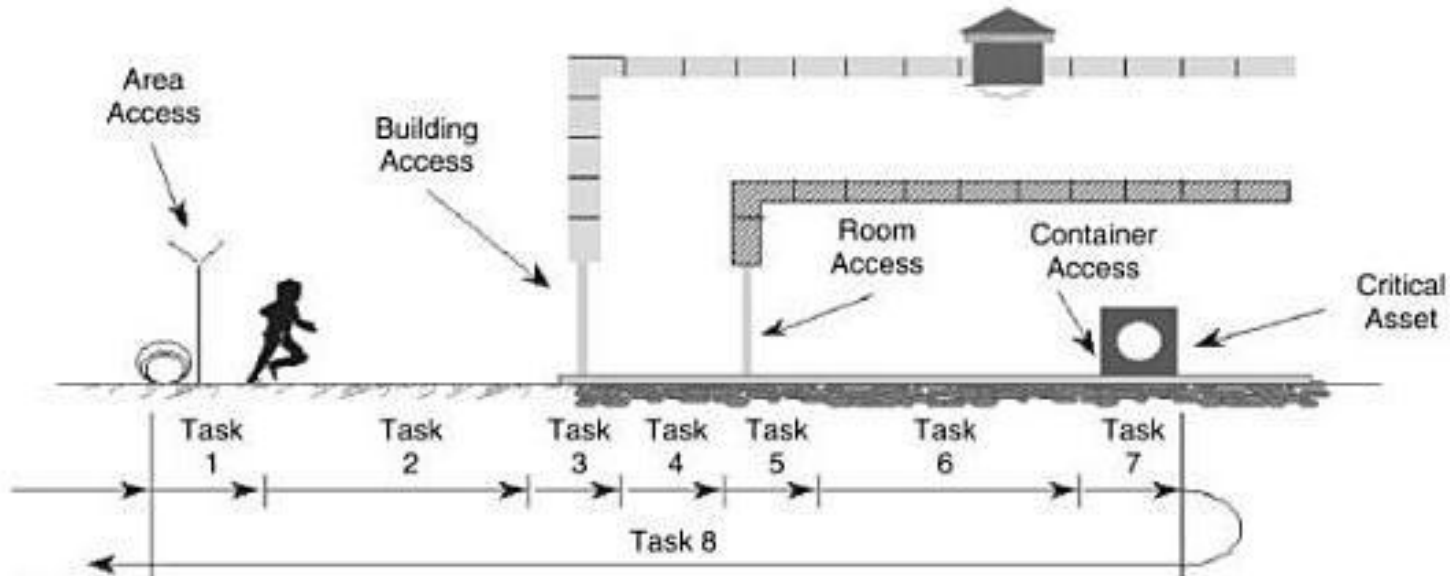 Area
Access
Building
Access
Room
Access
Container
Access
Critical
Asset
Task
1
Task
2
Task
3
Task
4
Task
5
Task
6
Task
7
Task 8